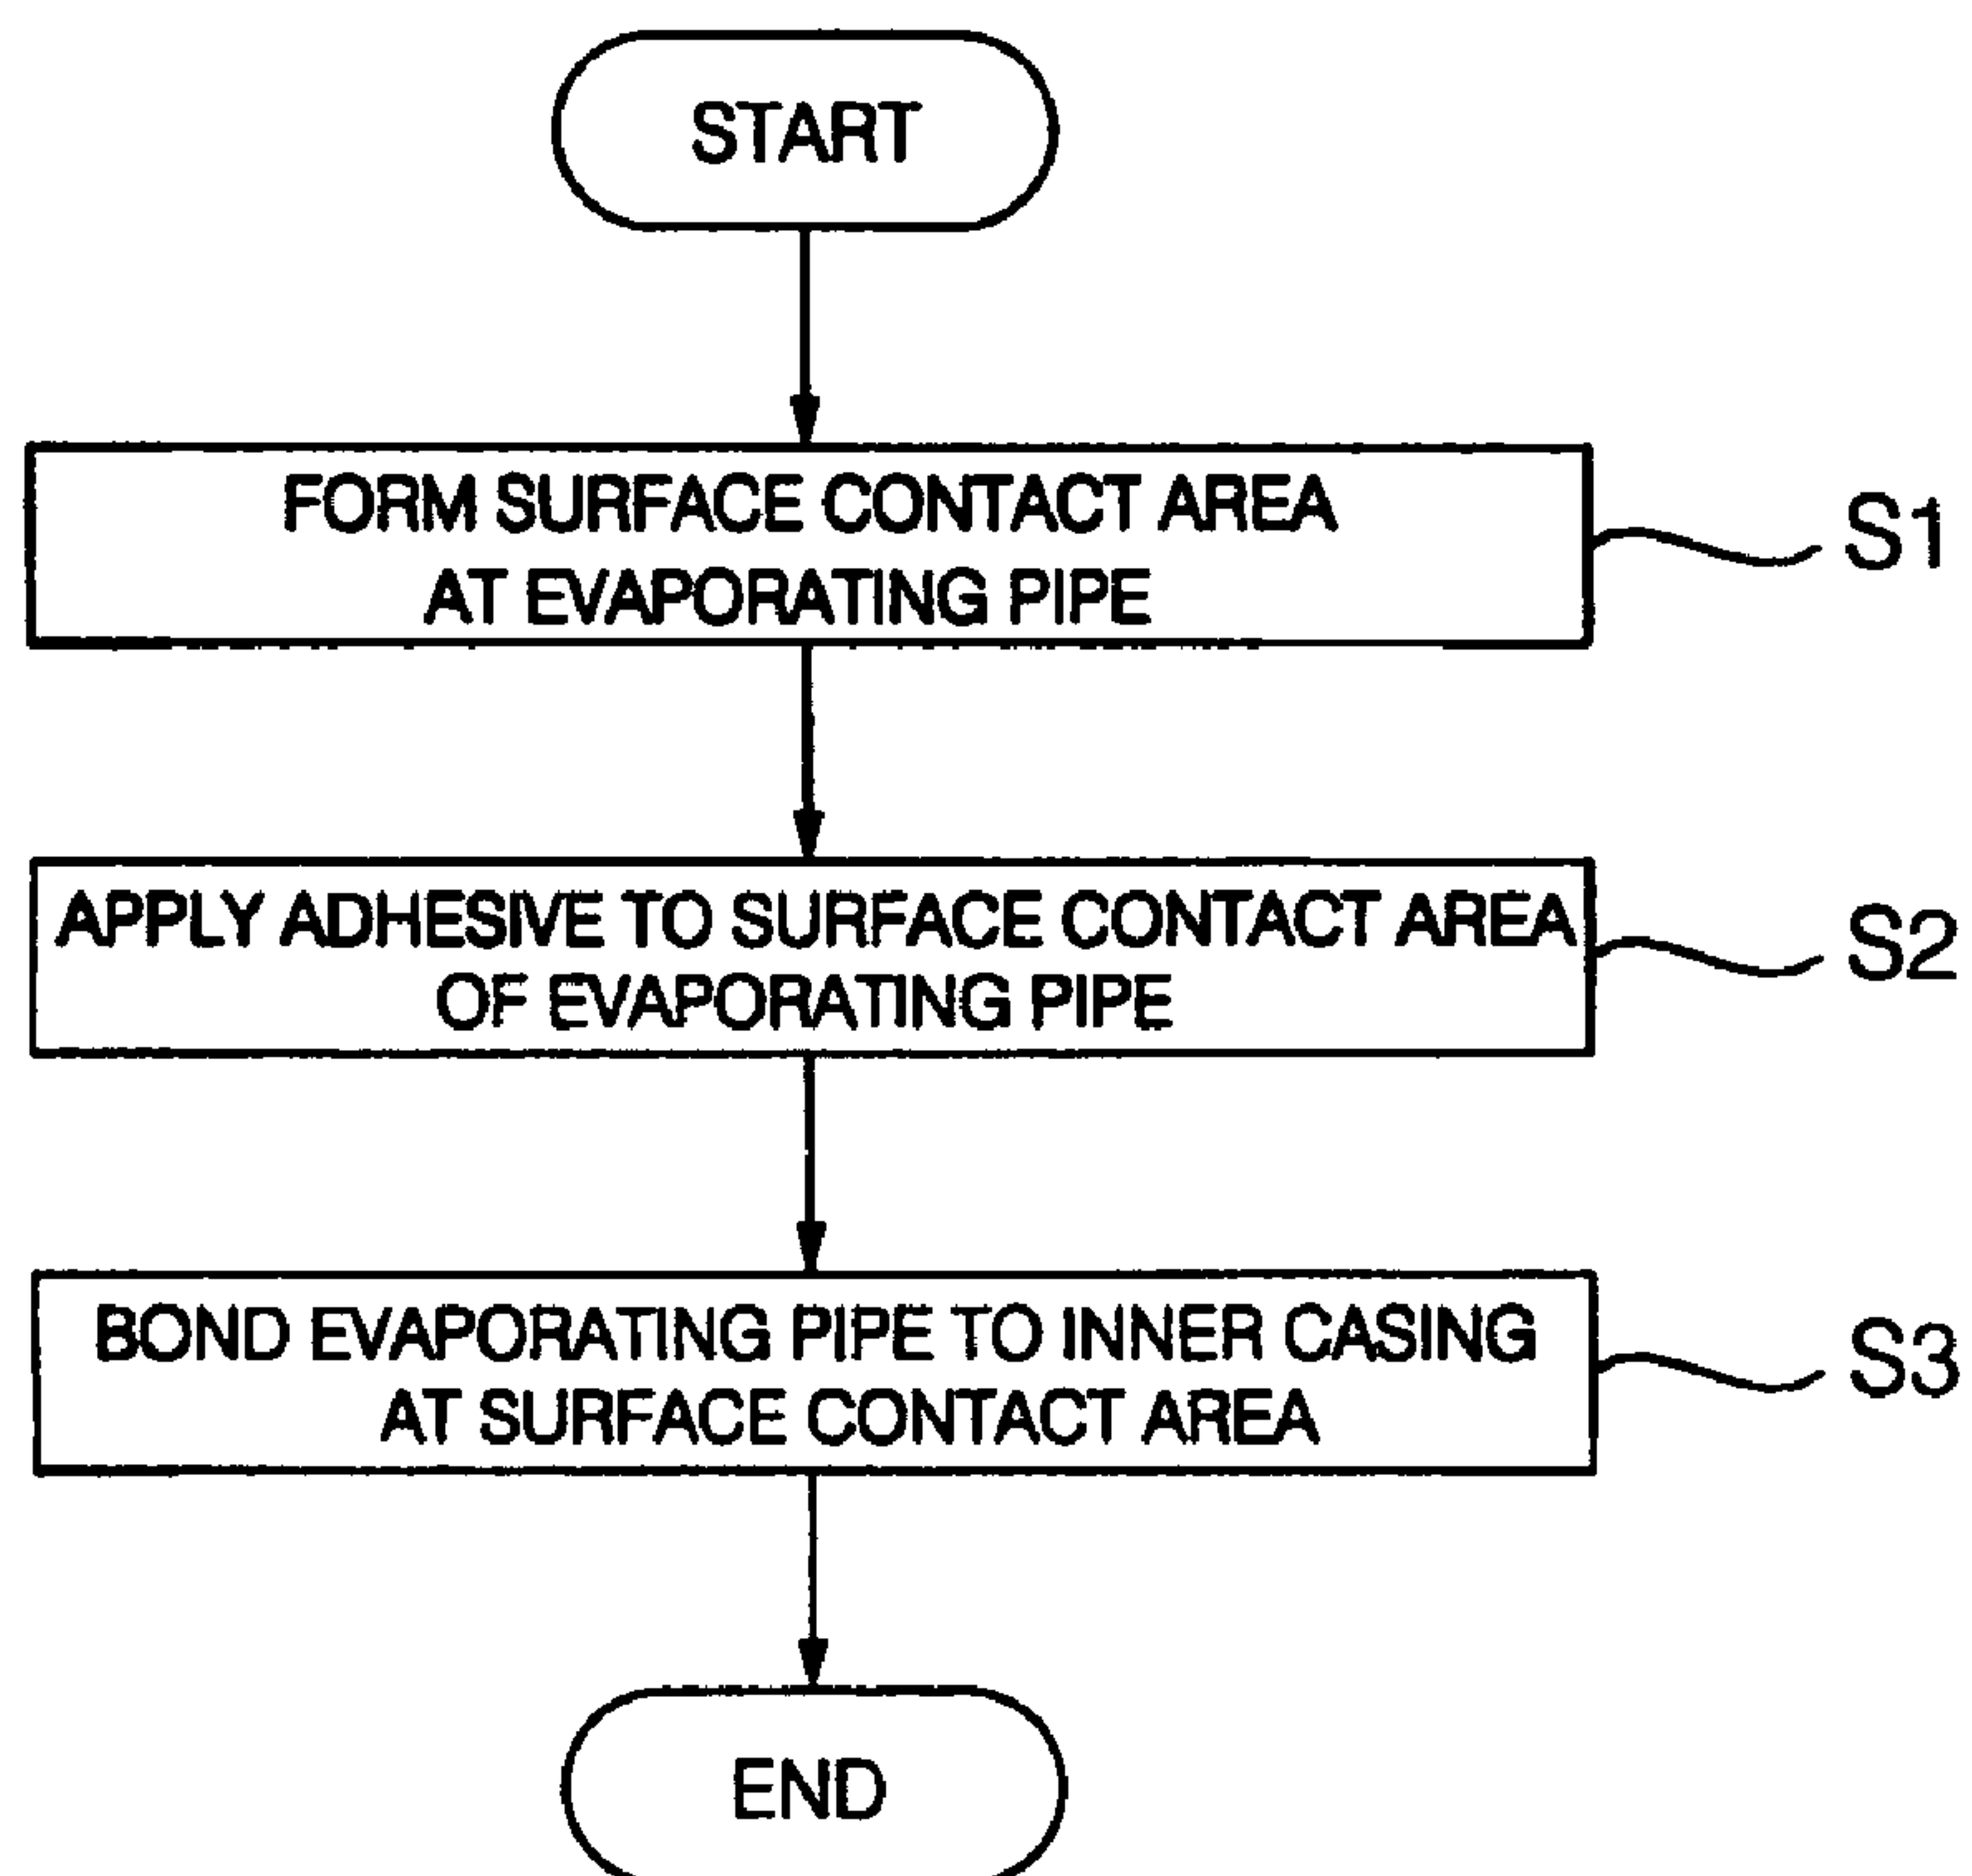 START
FORM SURFACE CONTACT AREA
AT EVAPORATING PIPE
S1
APPLY ADHESIVE TO SURFACE CONTACT AREA
OF EVAPORATING PIPE
S2
BOND EVAPORATING PIPE TO INNER CASING
AT SURFACE CONTACT AREA
S3
END